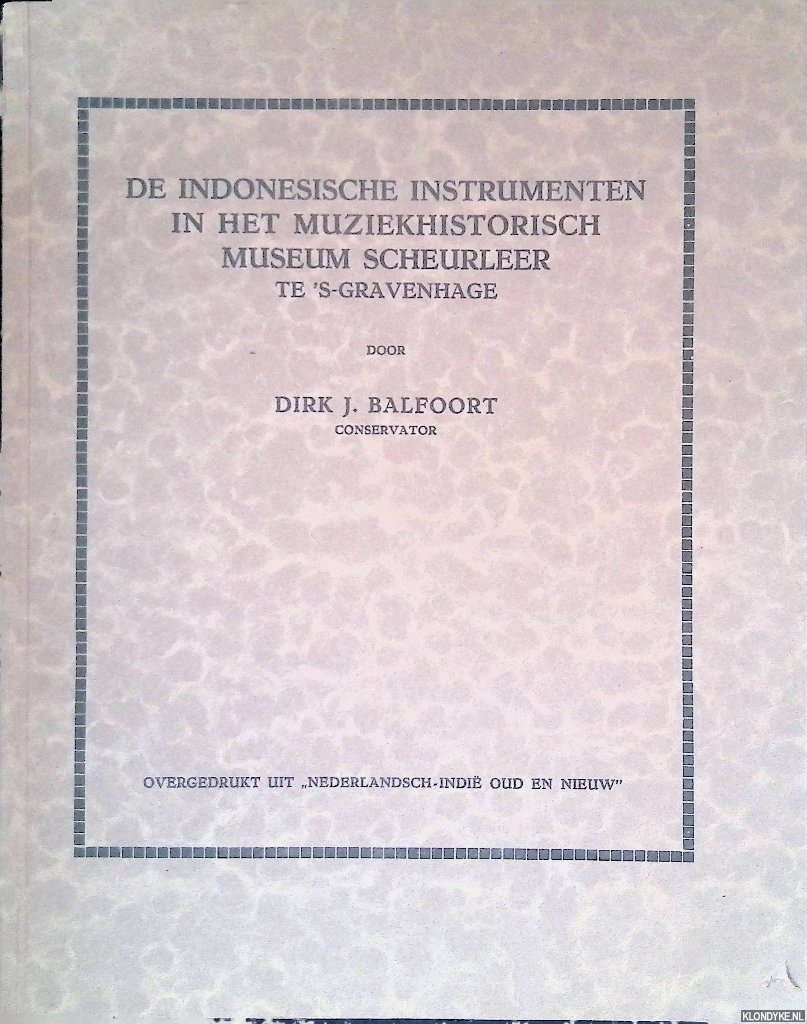 DE INDONESISCHE INSTRUMENTEN
IN HET MUZIEKHISTORISCH
MUSEUM SCHEURLEER
TE 'S-GRAVENHAGE
DOOR
DIRK J. BALFOORT
CONSERVATOR
OVERGEDRUKT UIT „NEDERLANDSCH-INDIË OUD EN NIEUW”
KLONDYKE.NL